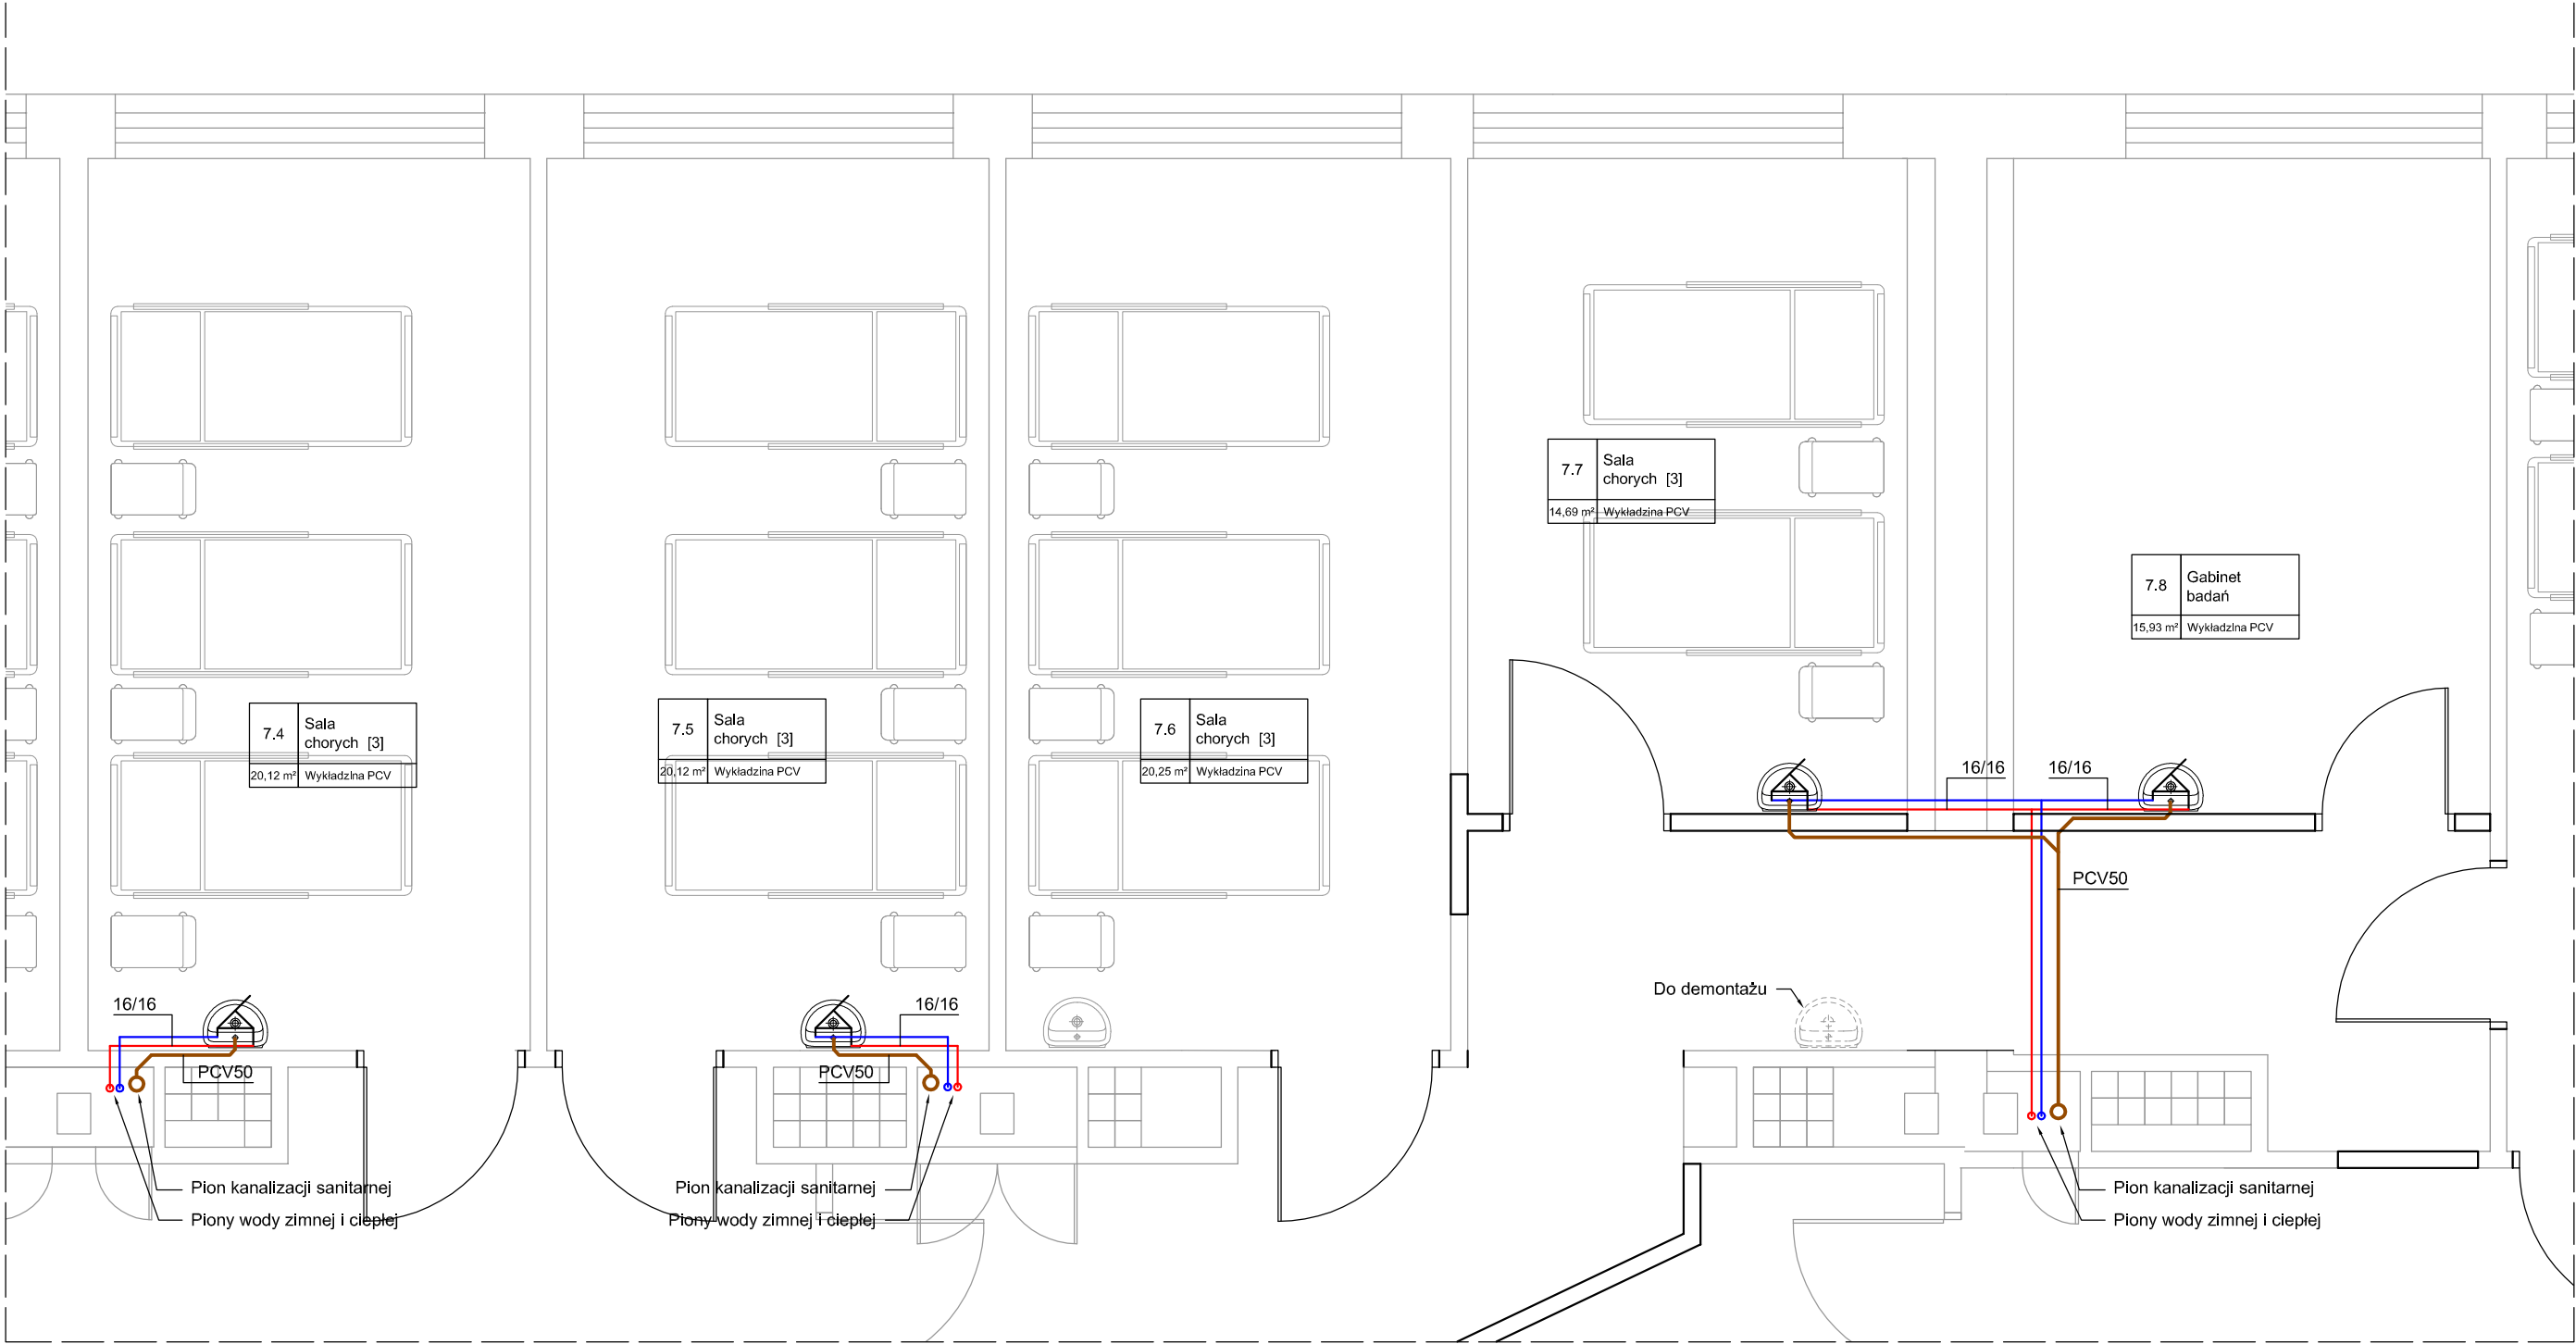 7.7
Sala
chorych [3]
14,69 m²
Wykładzina PCV
7.8
Gabinet
badań
15,93 m²
Wykładzina PCV
7.4
Sala
chorych [3]
20,12 m²
Wykładzina PCV
7.5
Sala
chorych [3]
20,12 m²
Wykładzina PCV
7.6
Sala
chorych [3]
20,25 m²
Wykładzina PCV
16/16
16/16
PCV50
Do demontażu
16/16
16/16
PCV50
PCV50
Pion kanalizacji sanitarnej
Piony wody zimnej i ciepłej
Pion kanalizacji sanitarnej
Piony wody zimnej i ciepłej
Pion kanalizacji sanitarnej
Piony wody zimnej i ciepłej